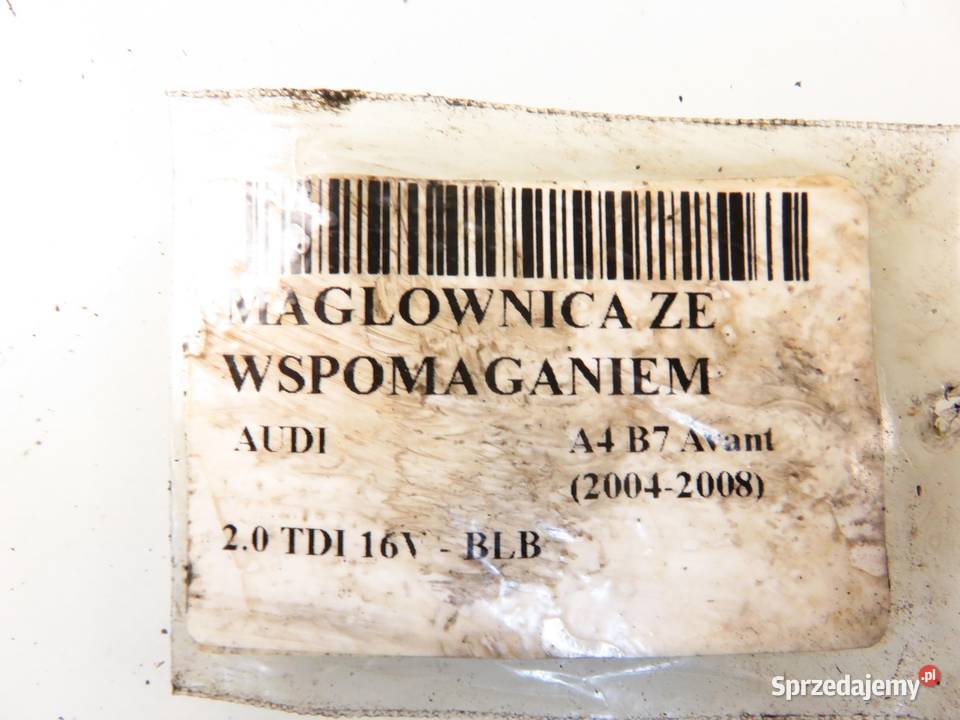 MAGLOWNICA ZE
WSPOMAGANIEM
AUDI A4 B7 Avant
(2004-2008)
2.0 TDI 16V - BLB
Sprzedajemy.pl